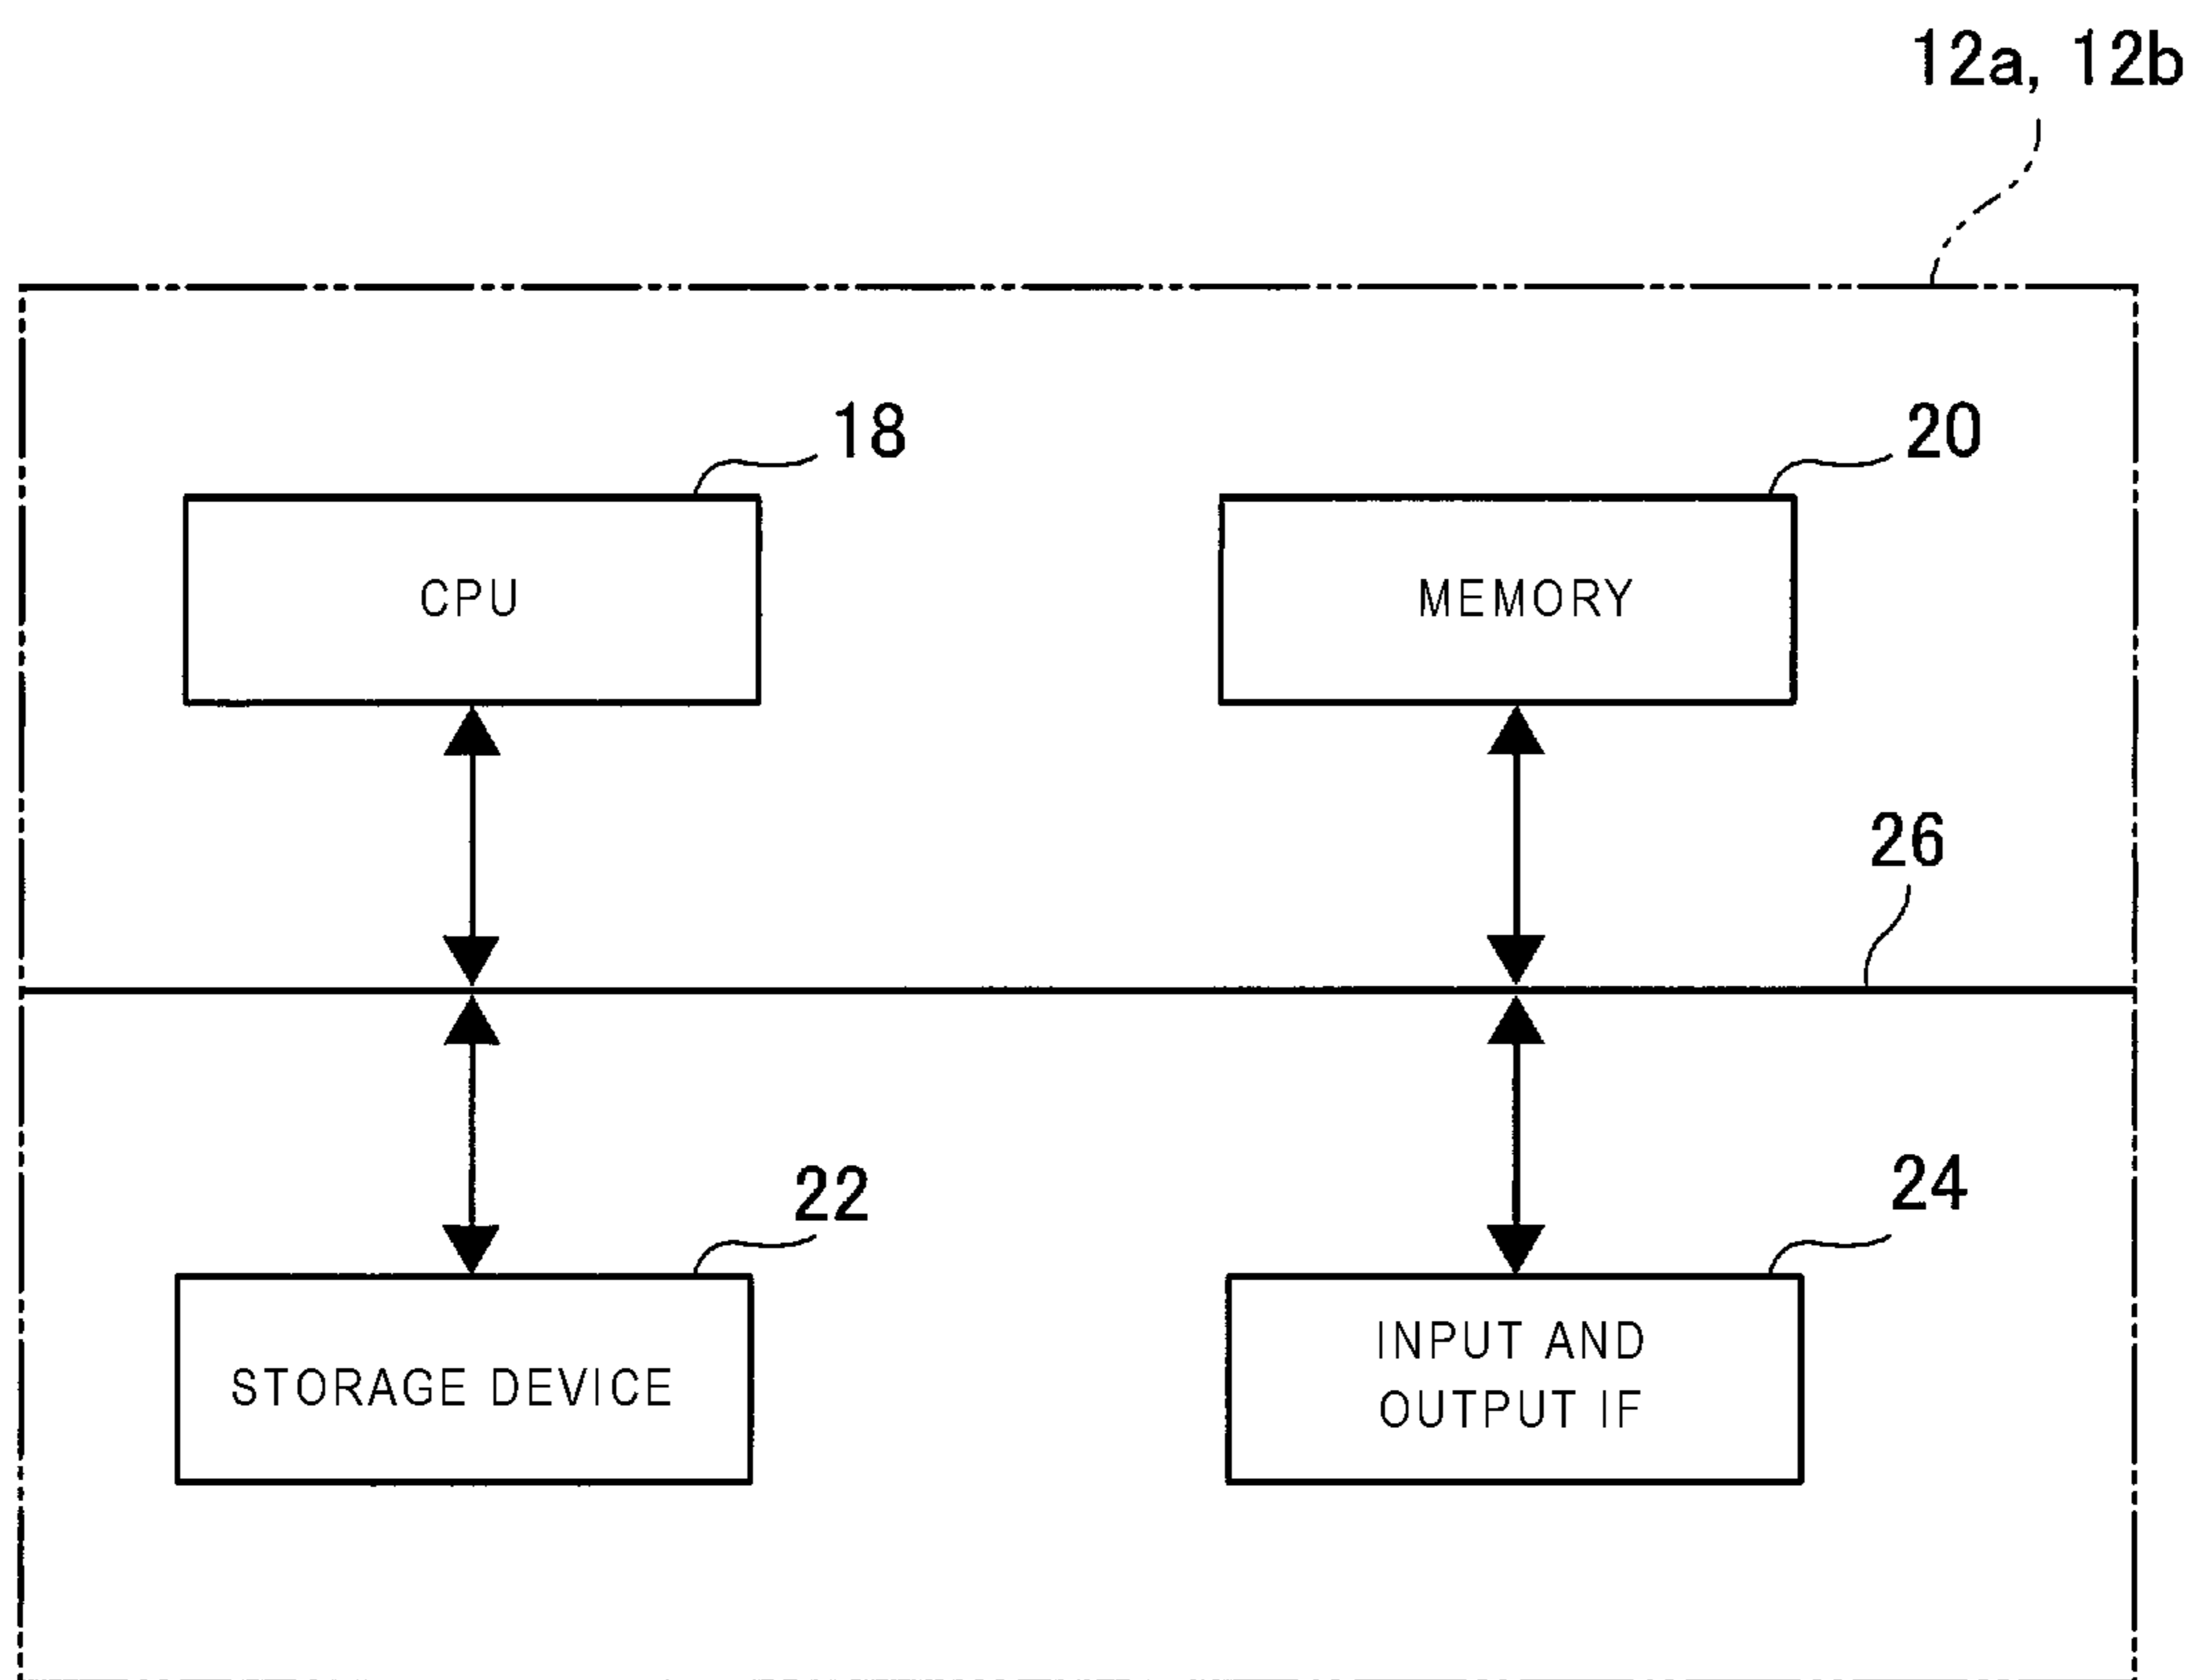 12a, 12b
18
20
CPU
MEMORY
26
22
24
STORAGE DEVICE
INPUT AND
OUTPUT IF